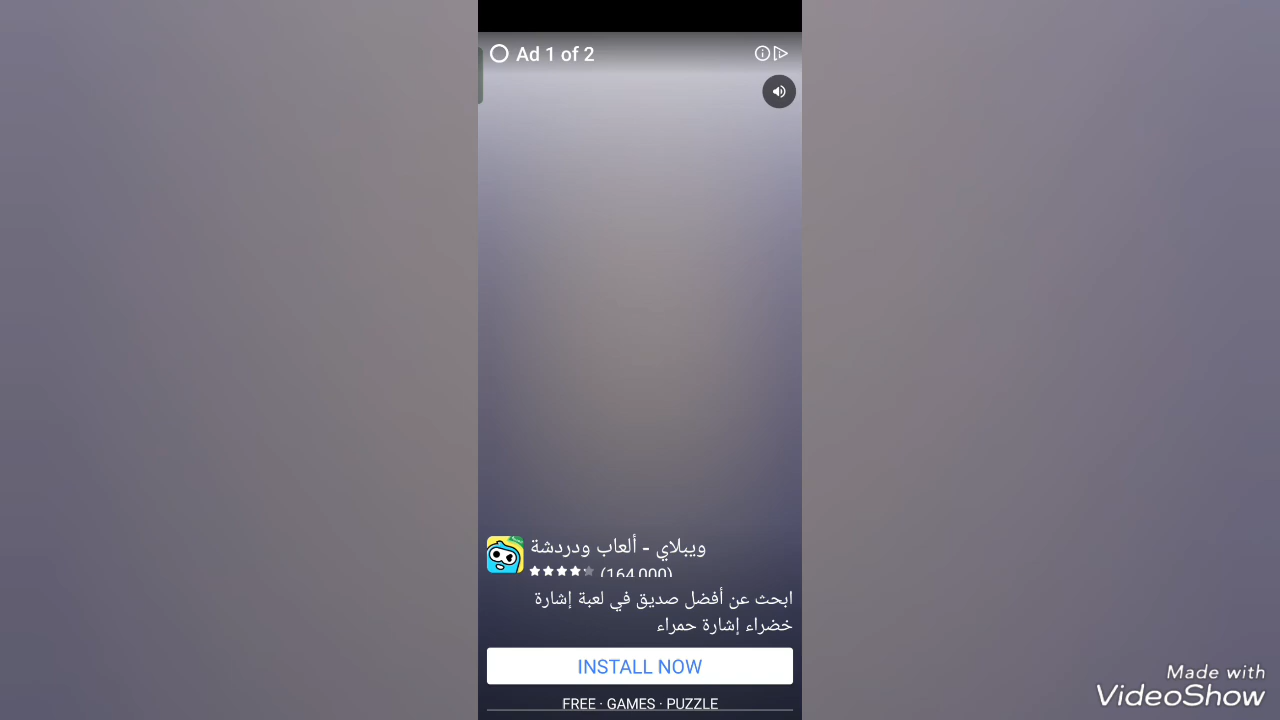 Ad 1 of 2
ويبلاي - ألعاب ودردشة
(164,000)
ابحث عن أفضل صديق في لعبة إشارة
خضراء إشارة حمراء
INSTALL NOW
FREE · GAMES · PUZZLE
Made with
VideoShow